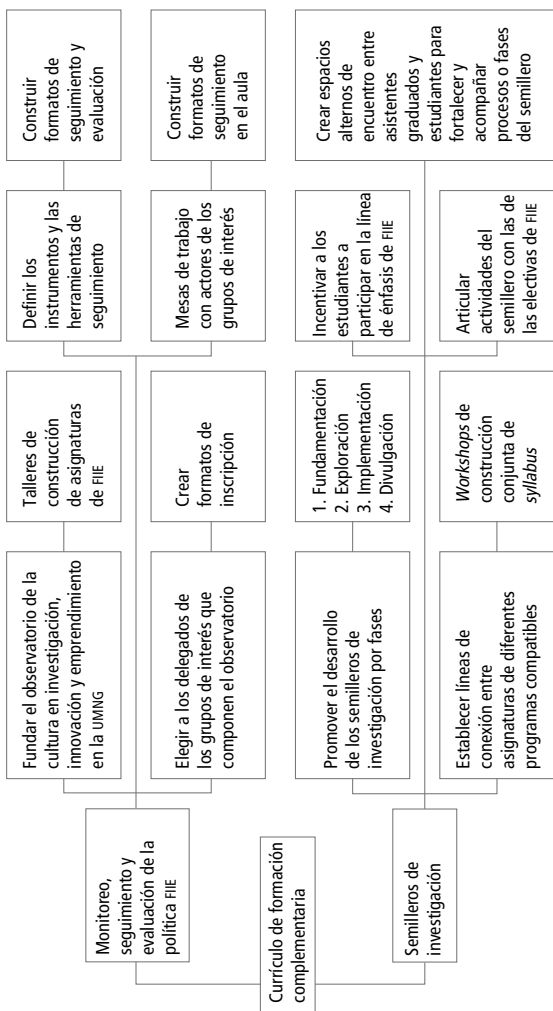 Currículo de formación
complementaria
Monitoreo,
seguimiento y
evaluación de la
política FIIE
Fundar el observatorio de la
cultura en investigación,
innovación y emprendimiento
en la UMNG
Talleres de
construcción
de asignaturas
de FIIE
Definir los
instrumentos y las
herramientas de
seguimiento
Construir
formatos de
seguimiento y
evaluación
Elegir a los delegados de
los grupos de interés que
componen el observatorio
Crear
formatos de
inscripción
Mesas de trabajo
con actores de los
grupos de interés
Construir
formatos de
seguimiento
en el aula
Semilleros de
investigación
Promover el desarrollo
de los semilleros de
investigación por fases
1. Fundamentación
2. Exploración
3. Implementación
4. Divulgación
Incentivar a los
estudiantes a
participar en la línea
de énfasis de FIIE
Crear espacios
alternos de
encuentro entre
asistentes
graduados y
estudiantes para
fortalecer y
acompañar
procesos o fases
del semillero
Establecer líneas de
conexión entre
asignaturas de diferentes
programas compatibles
Workshops de
construcción
conjunta de
syllabus
Articular
actividades del
semillero con las de
las electivas de FIIE